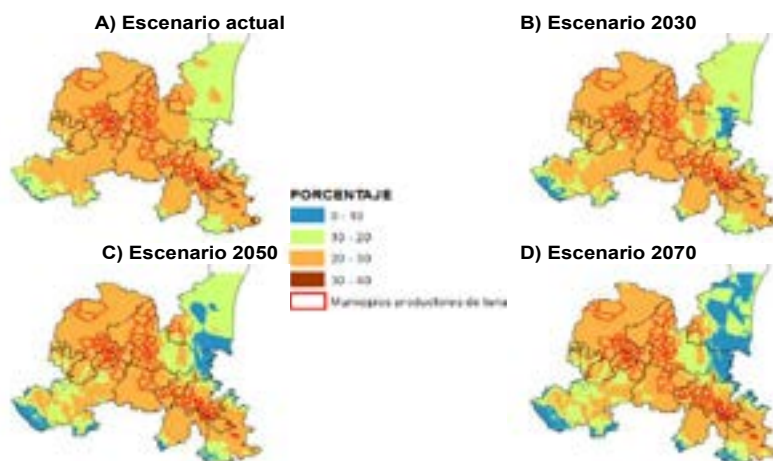 A) Escenario actual
B) Escenario 2030
PORCENTAJE
0 - 10
10 - 20
20 - 30
30 - 40
Municipios productores de
C) Escenario 2050
D) Escenario 2070